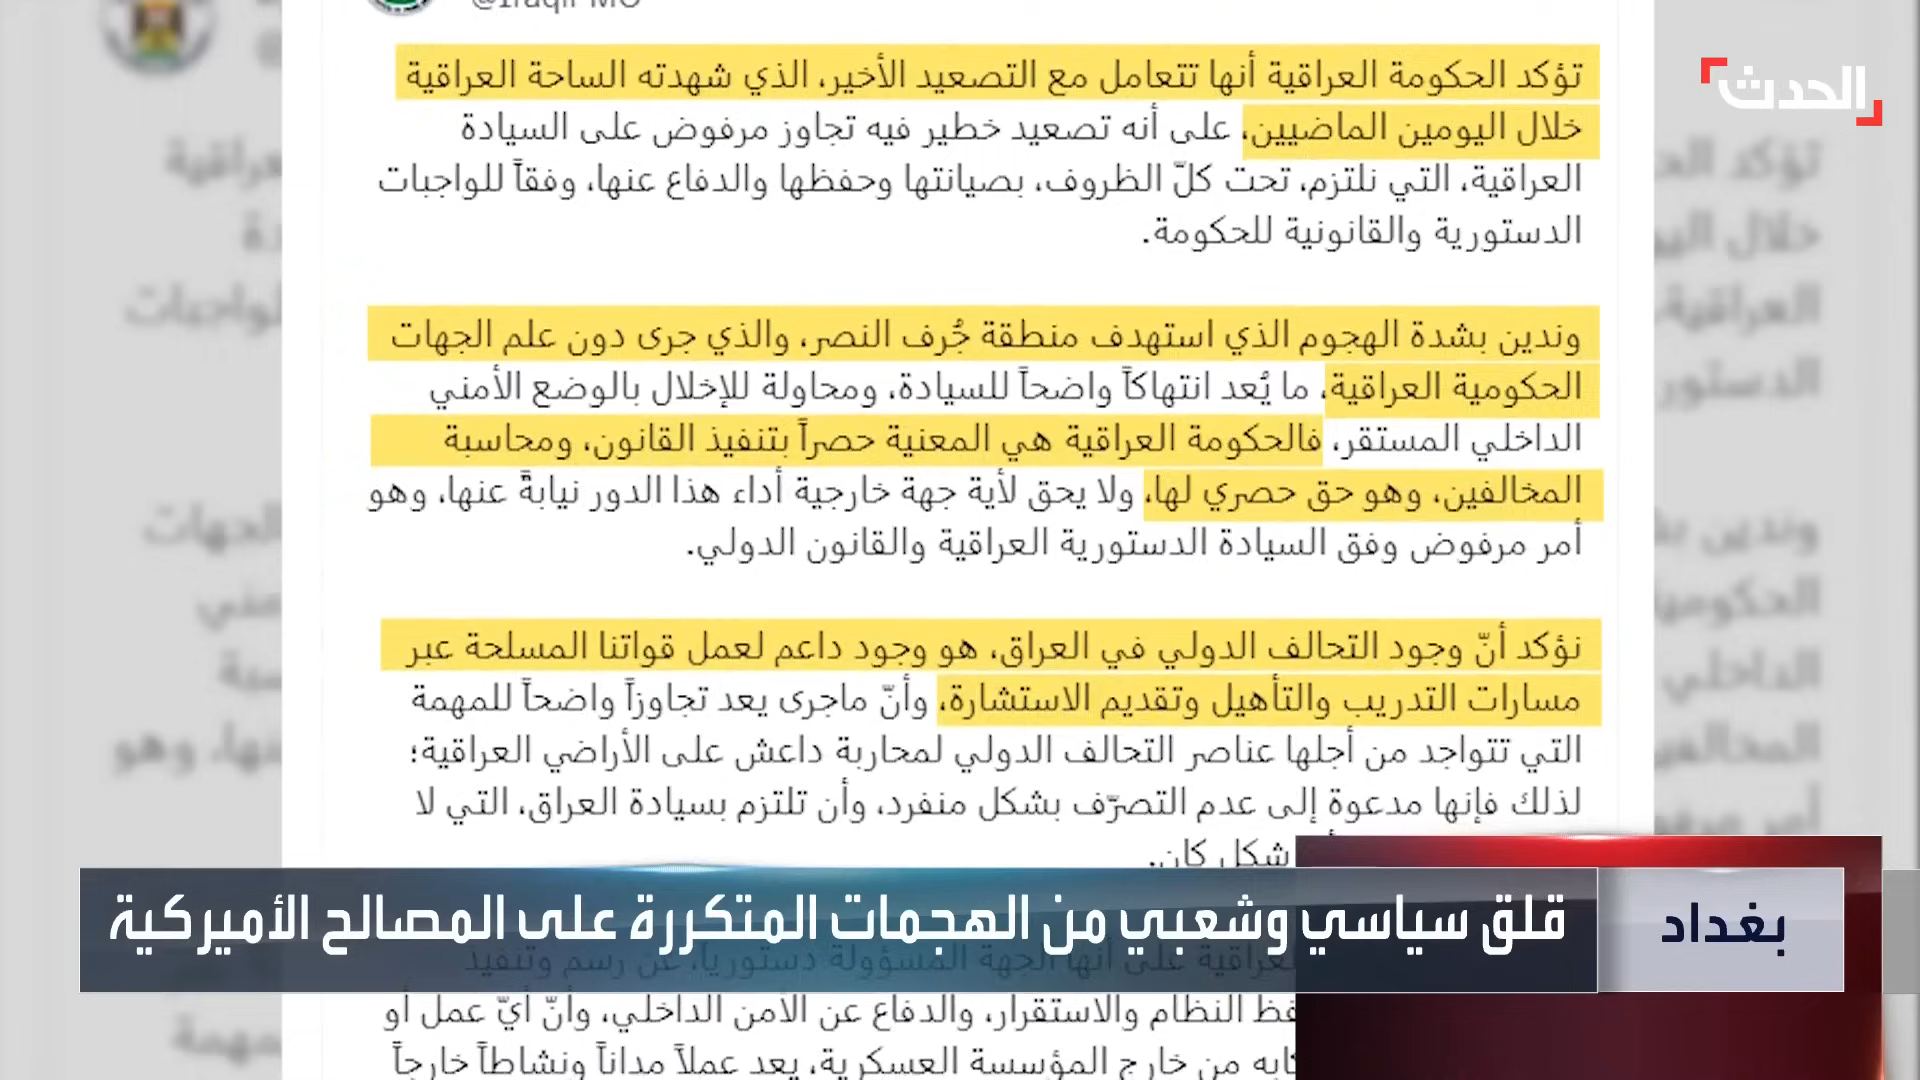 الحدث
تؤكد الحكومة العراقية أنها تتعامل مع التصعيد الأخير، الذي شهدته الساحة العراقية
خلال اليومين الماضيين، على أنه تصعيد خطير فيه تجاوز مرفوض على السيادة
العراقية، التي نلتزم، تحت كلّ الظروف، بصيانتها وحفظها والدفاع عنها، وفقاً للواجبات
الدستورية والقانونية للحكومة.
وندين بشدة الهجوم الذي استهدف منطقة جُرف النصر، والذي جرى دون علم الجهات
الحكومية العراقية، ما يُعد انتهاكاً واضحاً للسيادة، ومحاولة للإخلال بالوضع الأمني
الداخلي المستقر، فالحكومة العراقية هي المعنية حصراً بتنفيذ القانون، ومحاسبة
المخالفين، وهو حق حصري لها، ولا يحق لأية جهة خارجية أداء هذا الدور نيابةً عنها، وهو
أمر مرفوض وفق السيادة الدستورية العراقية والقانون الدولي.
نؤكد أنّ وجود التحالف الدولي في العراق، هو وجود داعم لعمل قواتنا المسلحة عبر
مسارات التدريب والتأهيل وتقديم الاستشارة، وأنّ ماجرى يعد تجاوزاً واضحاً للمهمة
التي تتواجد من أجلها عناصر التحالف الدولي لمحاربة داعش على الأراضي العراقية؛
لذلك فإنها مدعوة إلى عدم التصرّف بشكل منفرد، وأن تلتزم بسيادة العراق، التي لا
شكل كان.
بغداد
قلق سياسي وشعبي من الهجمات المتكررة على المصالح الأميركية
على أنها الجهة المسؤولة دستورياً، عن رسم وتنفيذ
النظام والاستقرار، والدفاع عن الأمن الداخلي، وأنّ أيّ عمل أو
من خارج المؤسسة العسكرية، يعد عملاً مداناً ونشاطاً خارجاً